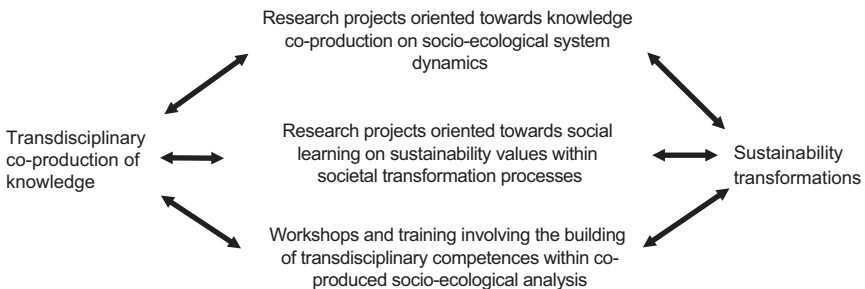 Research projects oriented towards knowledge
co-production on socio-ecological system
dynamics
Transdisciplinary
co-production of
knowledge
Research projects oriented towards social
learning on sustainability values within
societal transformation processes
Sustainability
transformations
Workshops and training involving the building
of transdisciplinary competences within co-
produced socio-ecological analysis